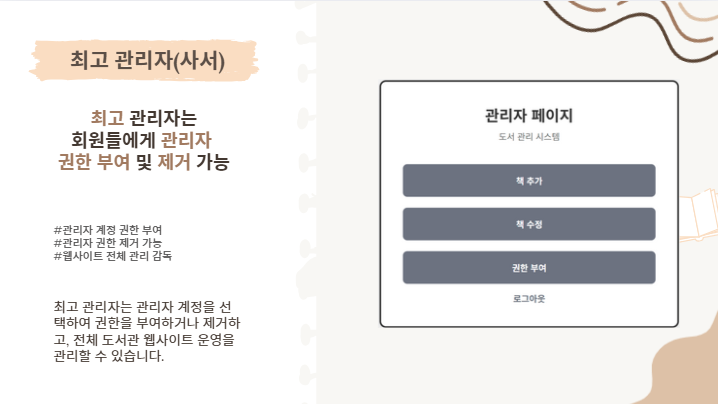 최고 관리자(사서)
최고 관리자는
회원들에게 관리자
권한 부여 및 제거 가능
#관리자 계정 권한 부여
#관리자 권한 제거 가능
#웹사이트 전체 관리 감독
최고 관리자는 관리자 계정을 선
택하여 권한을 부여하거나 제거하
고, 전체 도서관 웹사이트 운영을
관리할 수 있습니다.
관리자 페이지
도서 관리 시스템
책 추가
책 수정
권한 부여
로그아웃